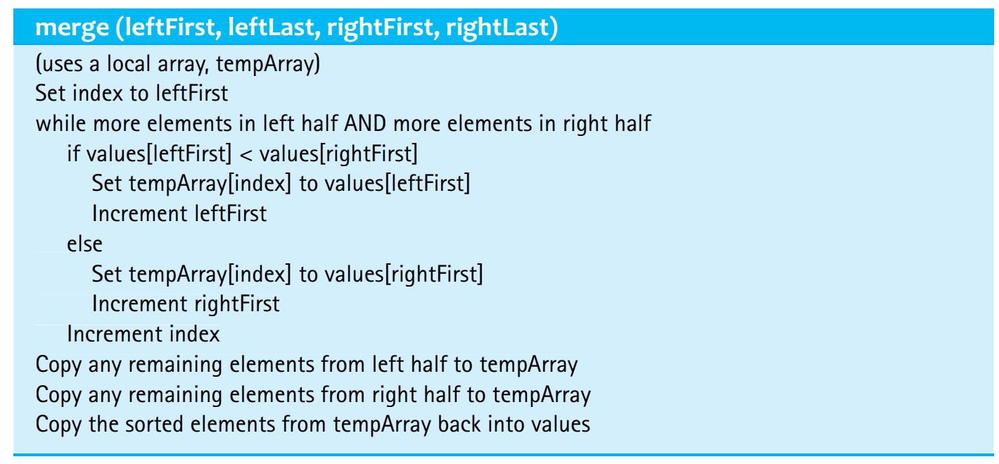 merge (leftFirst, leftLast, rightFirst, rightLast)
(uses a local array, tempArray)
Set index to leftFirst
while more elements in left half AND more elements in right half
if values[leftFirst] < values[rightFirst]
Set tempArray[index] to values[leftFirst]
Increment leftFirst
else
Set tempArray[index] to values[rightFirst]
Increment rightFirst
Increment index
Copy any remaining elements from left half to tempArray
Copy any remaining elements from right half to tempArray
Copy the sorted elements from tempArray back into values